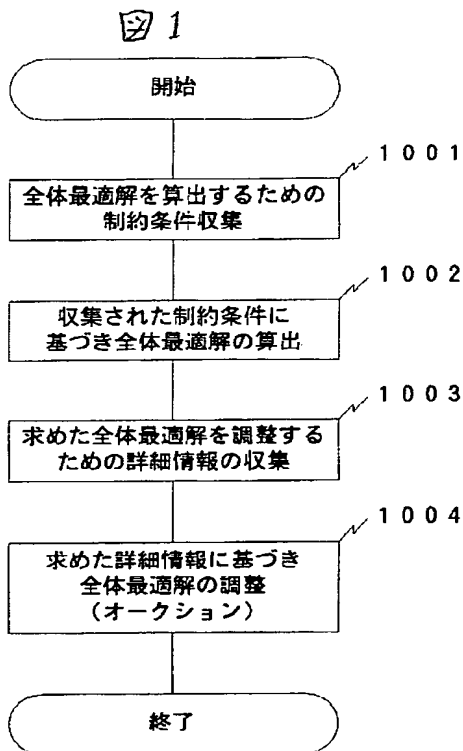 図1
開始
1001
全体最適解を算出するための
制約条件収集
1002
収集された制約条件に
基づき全体最適解の算出
1003
求めた全体最適解を調整する
ための詳細情報の収集
1004
求めた詳細情報に基づき
全体最適解の調整
(オークション)
終了